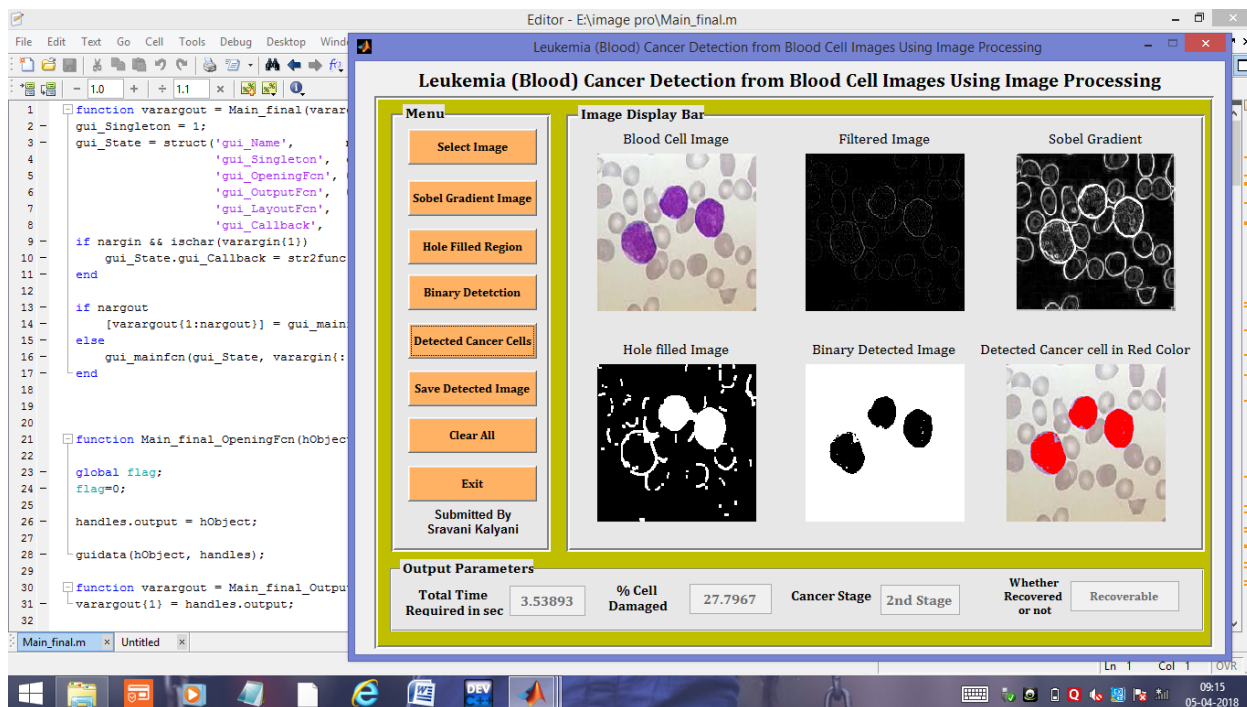 Editor - E:\image pro\Main_final.m
File Edit Text Go Cell Tools Debug Desktop
1.0 1.1
1 function varargout = Main_final(varar
2 gui_Singleton = 1;
3 gui_State = struct('gui_Name',
4 'gui_Singleton',
5 'gui_OpeningFcn',
6 'gui_OutputFcn',
7 'gui_LayoutFcn',
8 'gui_Callback',
9 if nargin && ischar(varargin{1})
10 gui_State.gui_Callback = str2func
11 end
12
13 if nargout
14 [varargout{1:nargout}] = gui_main
15 else
16 gui_mainfcn(gui_State, varargin{:
17 end
18
19
20
21 function Main_final_OpeningFcn(hObject
22
23 global flag;
24 flag=0;
25
26 handles.output = hObject;
27
28 guidata(hObject, handles);
29
30 function varargout = Main_final_Outpu
31 varargout{1} = handles.output;
32
Main_final.m × Untitled ×
Leukemia (Blood) Cancer Detection from Blood Cell Images Using Image Processing
Leukemia (Blood) Cancer Detection from Blood Cell Images Using Image Processing
Menu
Select Image
Sobel Gradient Image
Hole Filled Region
Binary Detetction
Detected Cancer Cells
Save Detected Image
Clear All
Exit
Submitted By
Sravani Kalyani
Image Display Bar
Blood Cell Image Filtered Image Sobel Gradient
Hole filled Image Binary Detected Image Detected Cancer cell in Red Color
Output Parameters
Total Time
Required in sec
3.53893
% Cell
Damaged
27.7967
Cancer Stage
2nd Stage
Whether
Recovered
or not
Recoverable
Ln 1 Col 1 OVR
DEV
09:15
05-04-2018